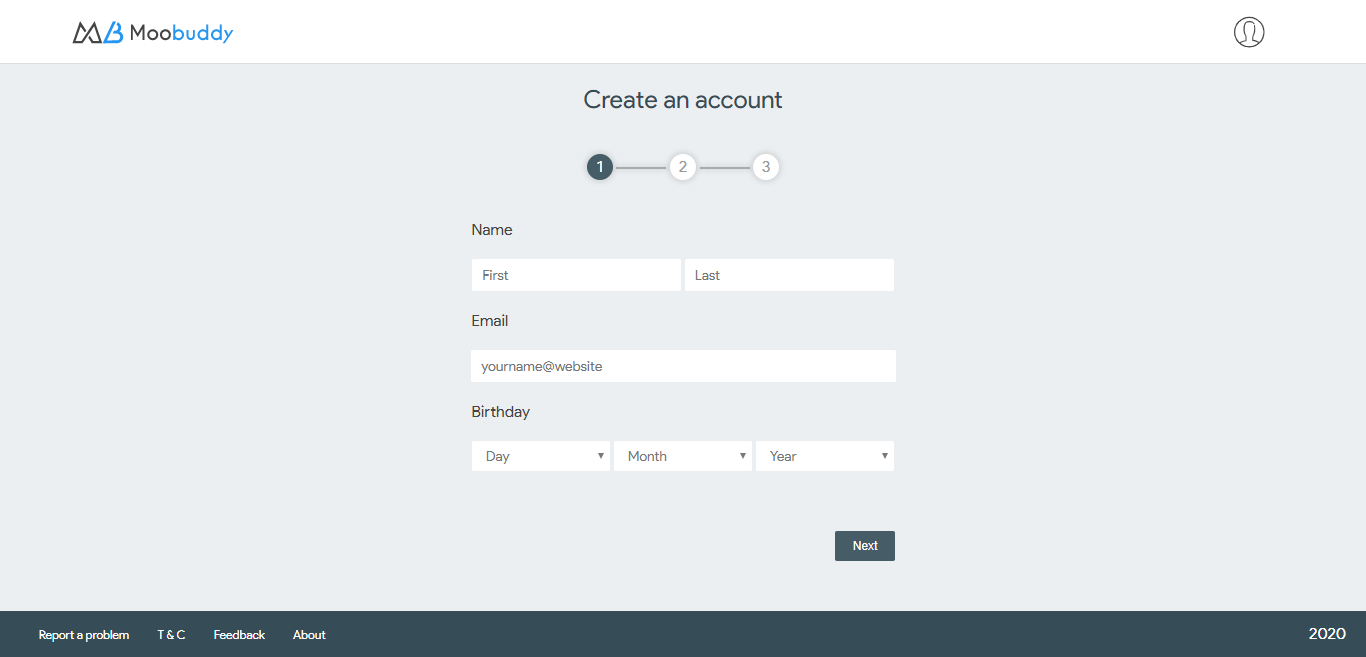 MB Moobuddy
Create an account
1 2 3
Name
First Last
Email
yourname@website
Birthday
Day Month Year
Next
Report a problem T & C Feedback About 2020